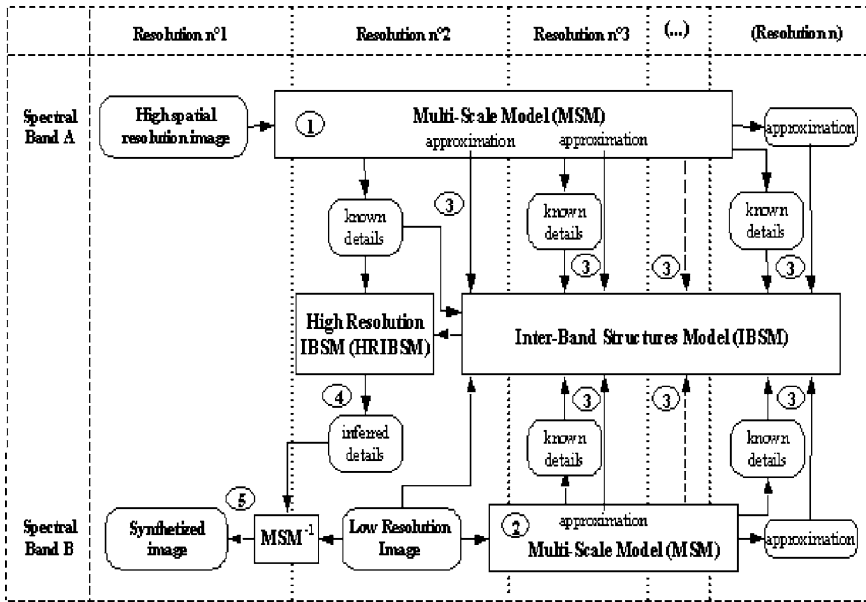 Resolution n°1
Resolution n°2
Resolution n°3
(...)
(Resolution n)
Spectral
Band A
High spatial
resolution image
1
Multi-Scale Model (MSM)
approximation
approximation
approximation
known
details
3
known
details
3
3
known
details
3
High Resolution
IBSM (HRIBSM)
Inter-Band Structures Model (IBSM)
4
3
3
3
inferred
details
known
details
known
details
5
Spectral
Band B
Synthetized
image
MSM-1
Low Resolution
Image
2
approximation
Multi-Scale Model (MSM)
approximation